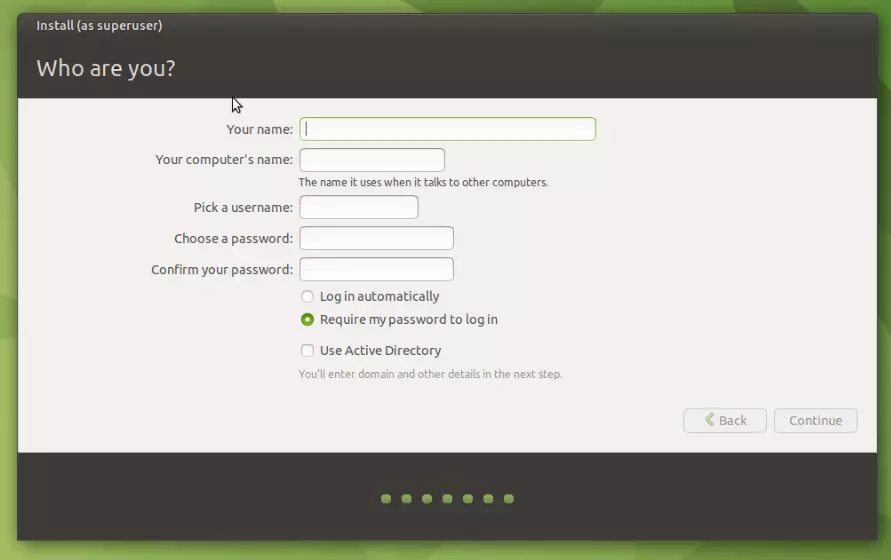 Install (as superuser)
Who are you?
Your name:
Your computer's name:
The name it uses when it talks to other computers.
Pick a username:
Choose a password:
Confirm your password:
Log in automatically
Require my password to log in
Use Active Directory
You'll enter domain and other details in the next step.
Back Continue